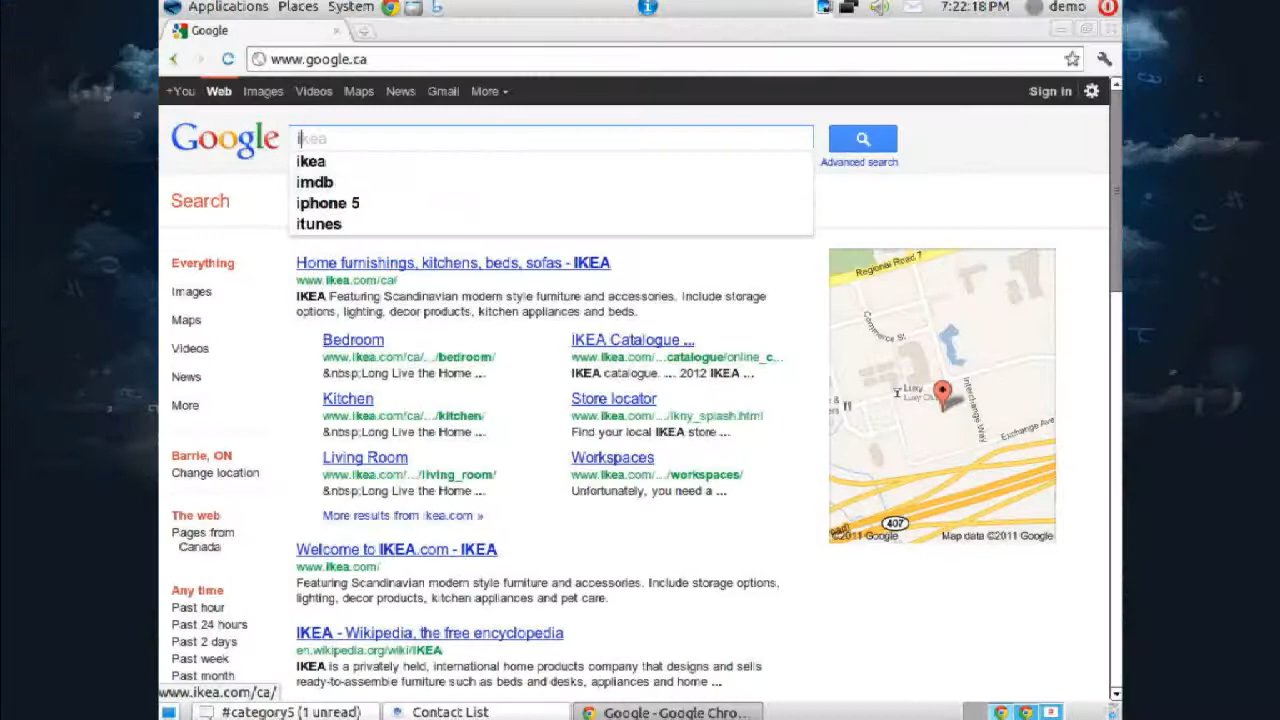 Applications Places System 7:22:18 PM demo
Google
www.google.ca
+You Web Images Videos Maps News Gmail More Sign in
Google ikea
Advanced search
ikea
imdb
iphone 5
itunes
Search
Everything
Images
Maps
Videos
News
More
Barrie, ON
Change location
The web
Pages from
Canada
Any time
Past hour
Past 24 hours
Past 2 days
Past week
Past month
Home furnishings, kitchens, beds, sofas - IKEA
www.ikea.com/ca/
IKEA Featuring Scandinavian modern style furniture and accessories. Include storage
options, lighting, decor products, kitchen appliances and beds.
Bedroom
www.ikea.com/ca/.../bedroom/
&nbsp;Long Live the Home ...
Kitchen
www.ikea.com/ca/.../kitchen/
&nbsp;Long Live the Home ...
Living Room
www.ikea.com/.../living_room/
&nbsp;Long Live the Home ...
IKEA Catalogue ...
www.ikea.com/...catalogue/online_c...
IKEA catalogue. ... 2012 IKEA ...
Store locator
www.ikea.com/.../ikny_splash.html
Find your local IKEA store ...
Workspaces
www.ikea.com/.../workspaces/
Unfortunately, you need a ...
More results from ikea.com »
Welcome to IKEA.com - IKEA
www.ikea.com/
Featuring Scandinavian modern style furniture and accessories. Include storage options,
lighting, decor products, kitchen appliances and pet care.
IKEA - Wikipedia, the free encyclopedia
en.wikipedia.org/wiki/IKEA
IKEA is a privately held, international home products company that designs and sells
ready-to-assemble furniture such as beds and desks, appliances and home ...
Regional Road 7
Commerce St
Luxy
Interchange Way
Exchange Ave
407
©2011 Google Map data ©2011 Google
www.ikea.com/ca/
#category5 (1 unread) Contact List Google - Google Chro...